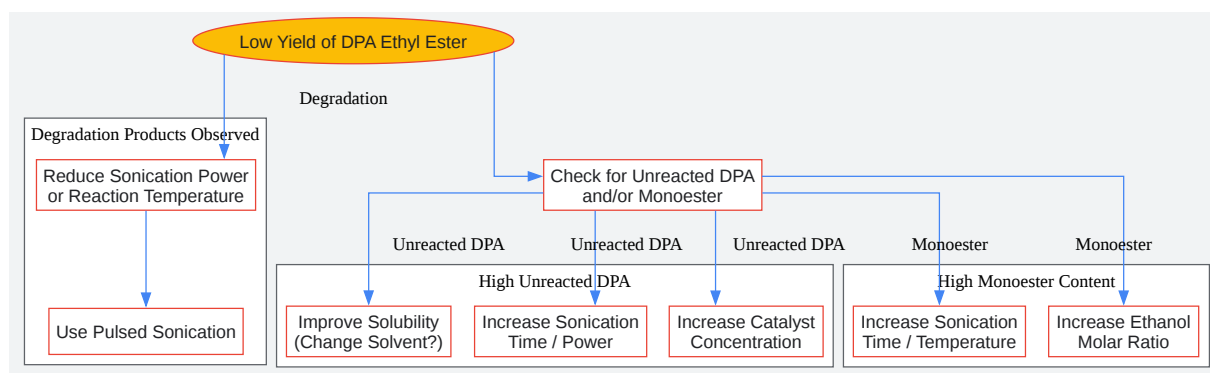 Low Yield of DPA Ethyl Ester
Degradation
Degradation Products Observed
Reduce Sonication Power
or Reaction Temperature
Use Pulsed Sonication
Check for Unreacted DPA
and/or Monoester
Unreacted DPA
Unreacted DPA
Unreacted DPA
Monoester
Monoester
High Unreacted DPA
Improve Solubility
(Change Solvent?)
Increase Sonication
Time / Power
Increase Catalyst
Concentration
High Monoester Content
Increase Sonication
Time / Temperature
Increase Ethanol
Molar Ratio